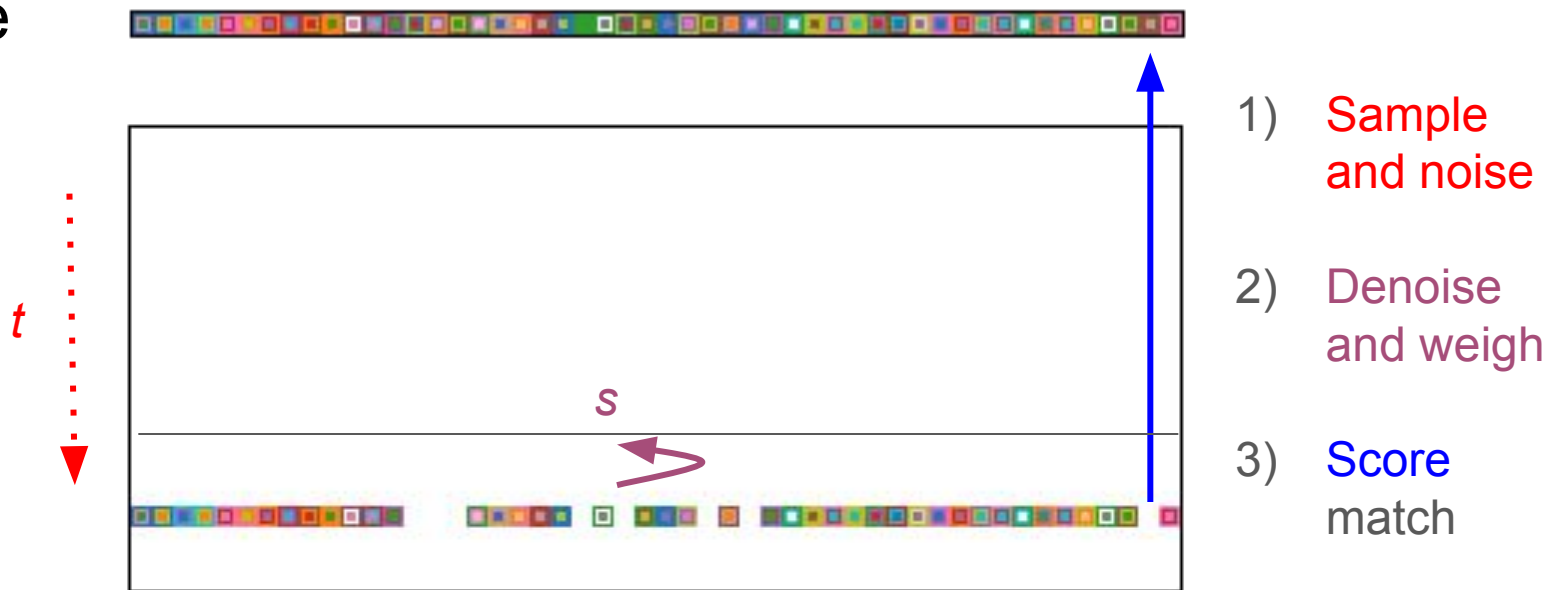 e
1) Sample
and noise
t
2) Denoise
and weigh
s
3) Score
match